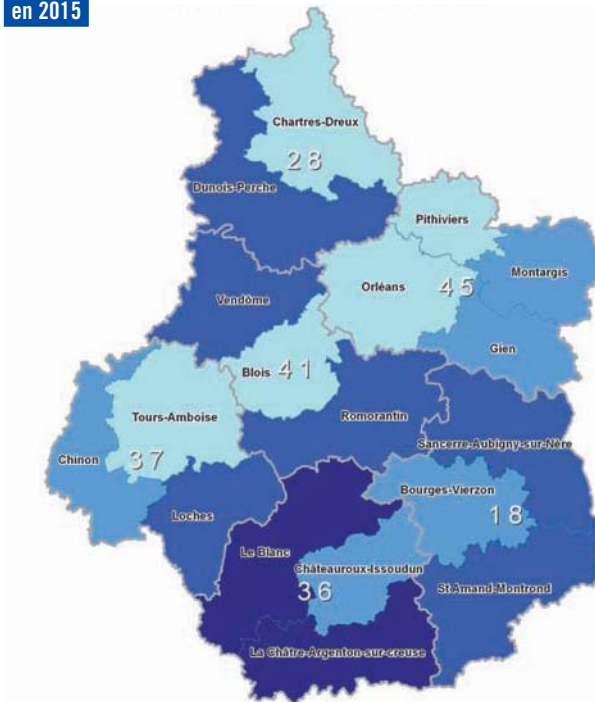 en 2015
Chartres-Dreux
28
Dunois-Perche
Pithiviers
Orléans
45
Montargis
Vendôme
Gien
Blois 41
Tours-Amboise
Romorantin
Sancerre-Aubigny-sur-Nère
Chinon
37
Bourges-Vierzon
18
Loches
Le Blanc
Châteauroux-Issoudun
36
St Amand-Montrond
La Châtre-Argenton-sur-creuse